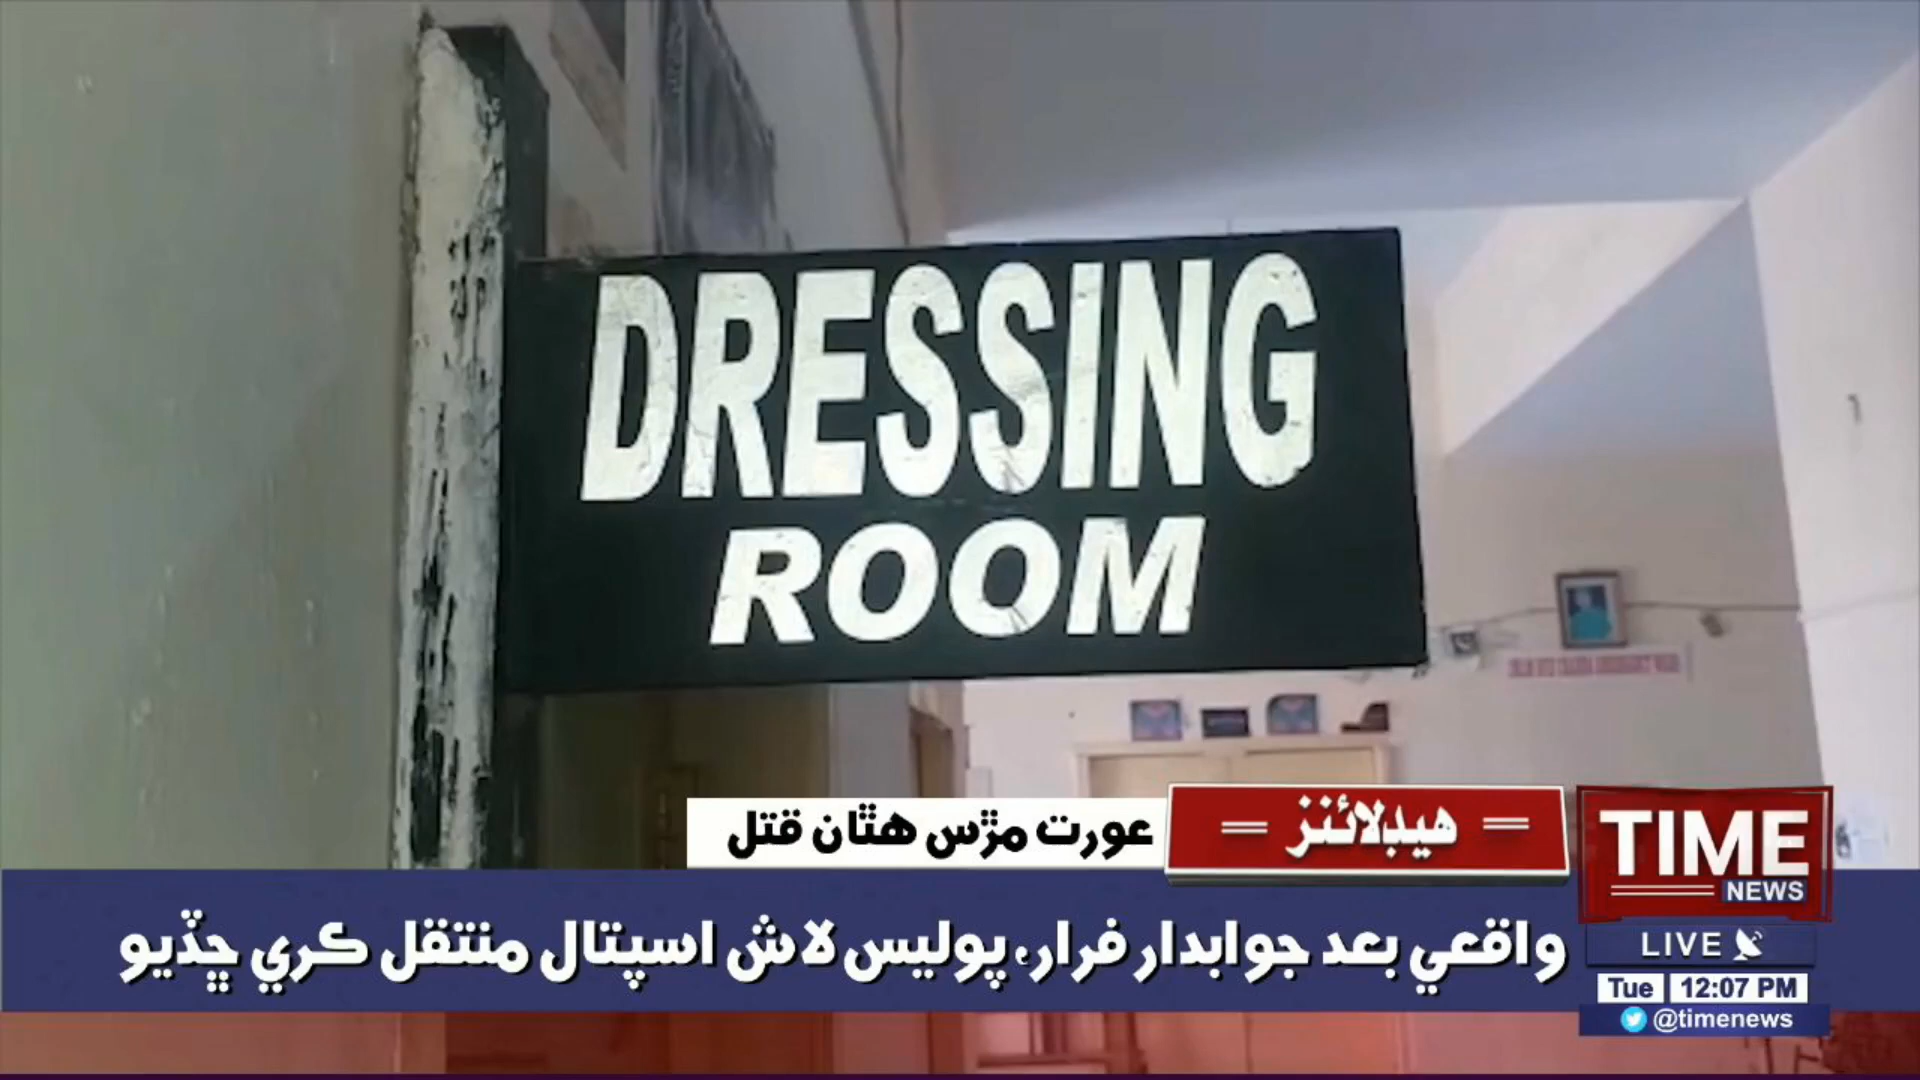 DRESSING
ROOM
عورت مڙس هٿان قتل
هيڊلائنز
واقعي بعد جوابدار فرار، پوليس لاش اسپتال منتقل ڪري ڇڏيو
TIME
NEWS
LIVE
Tue 12:07 PM
@timenews